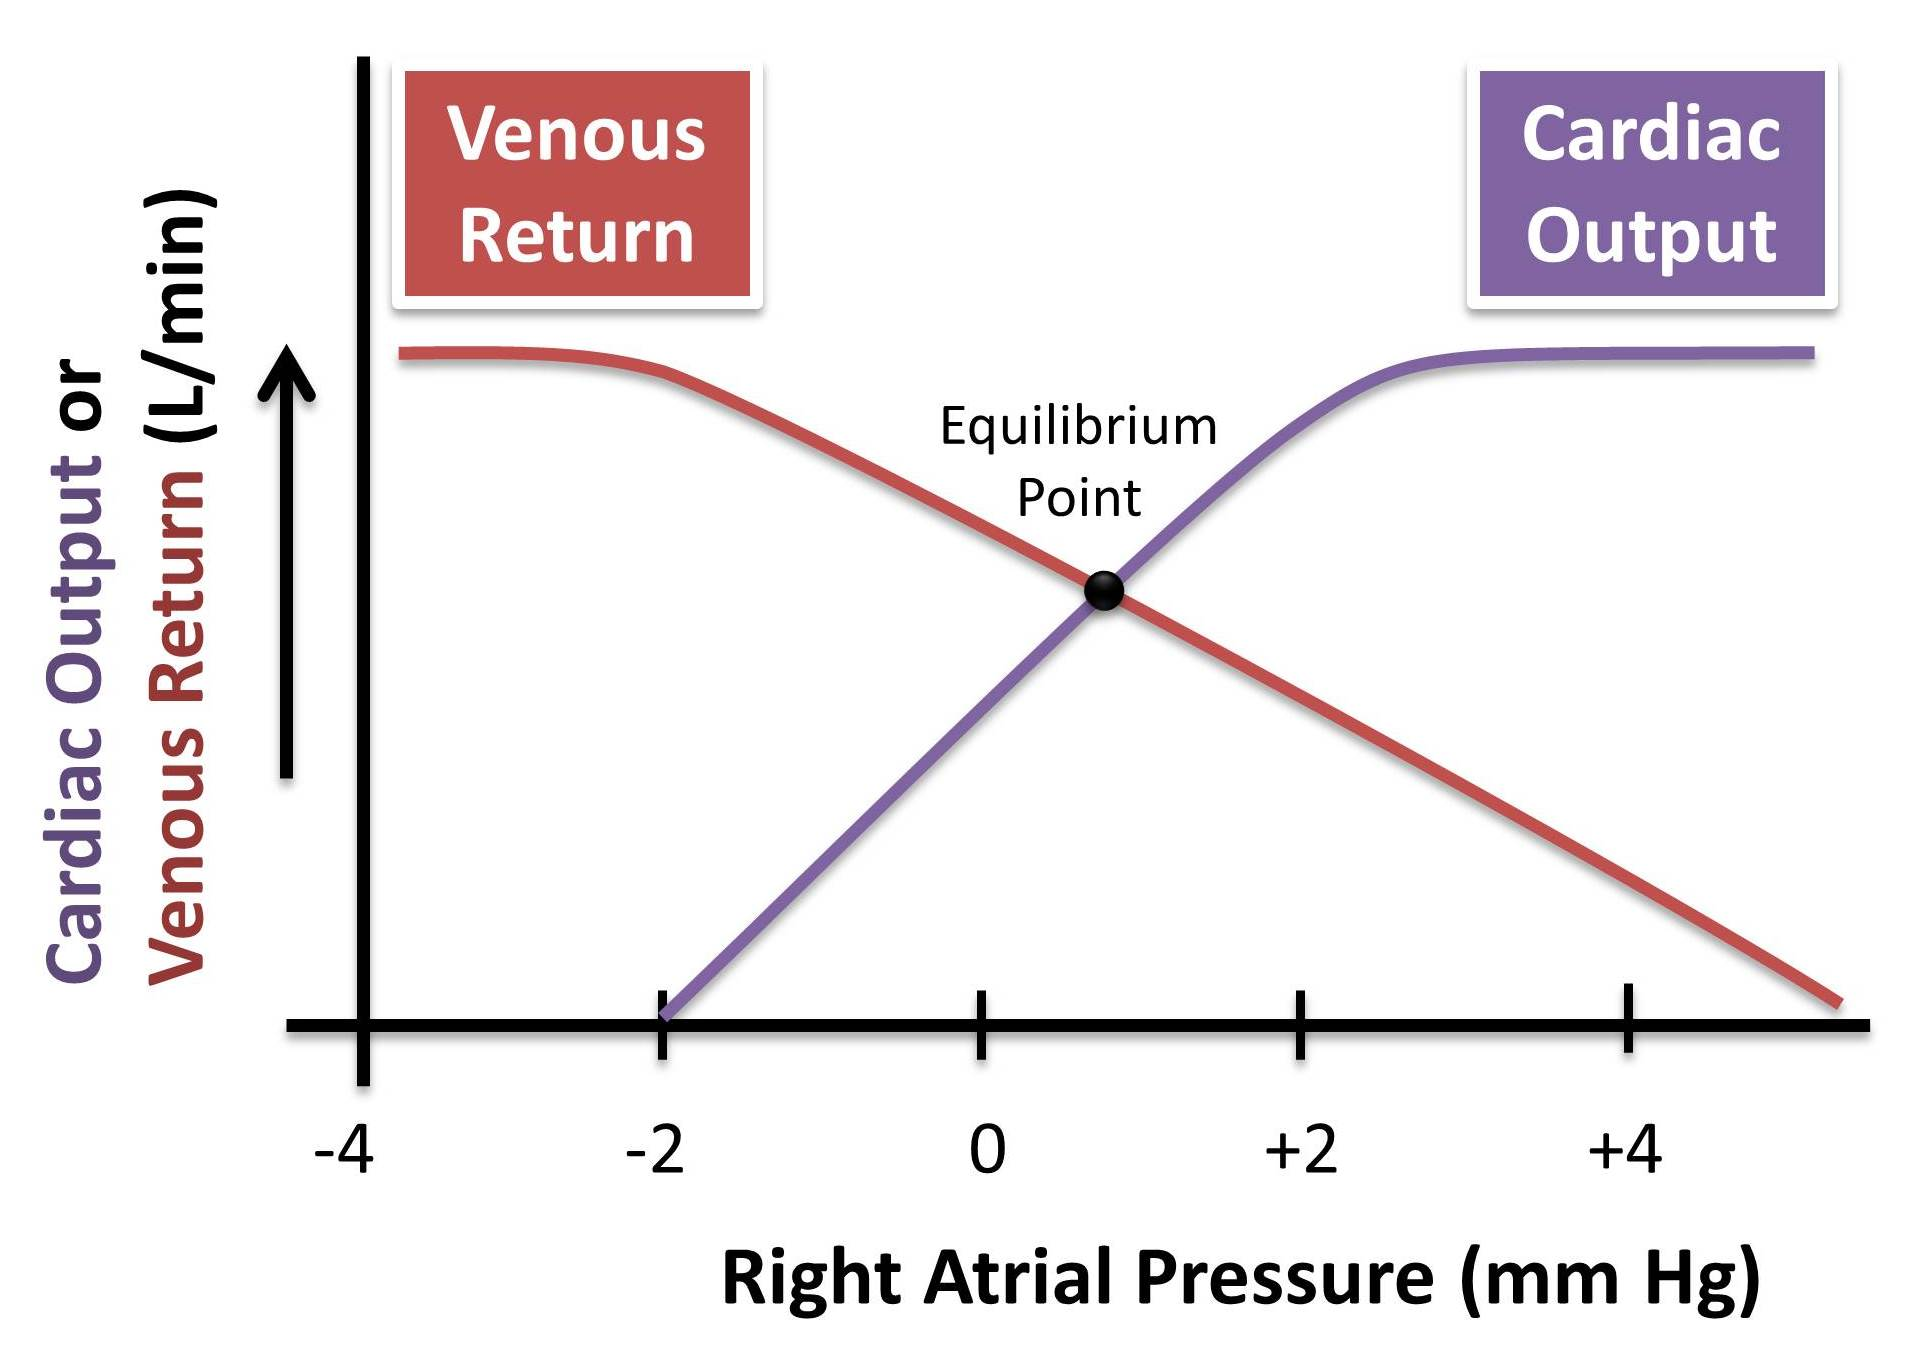 Venous
Return
Cardiac
Output
Equilibrium
Point
Cardiac Output or
Venous Return (L/min)
-4
-2
0
+2
+4
Right Atrial Pressure (mm Hg)